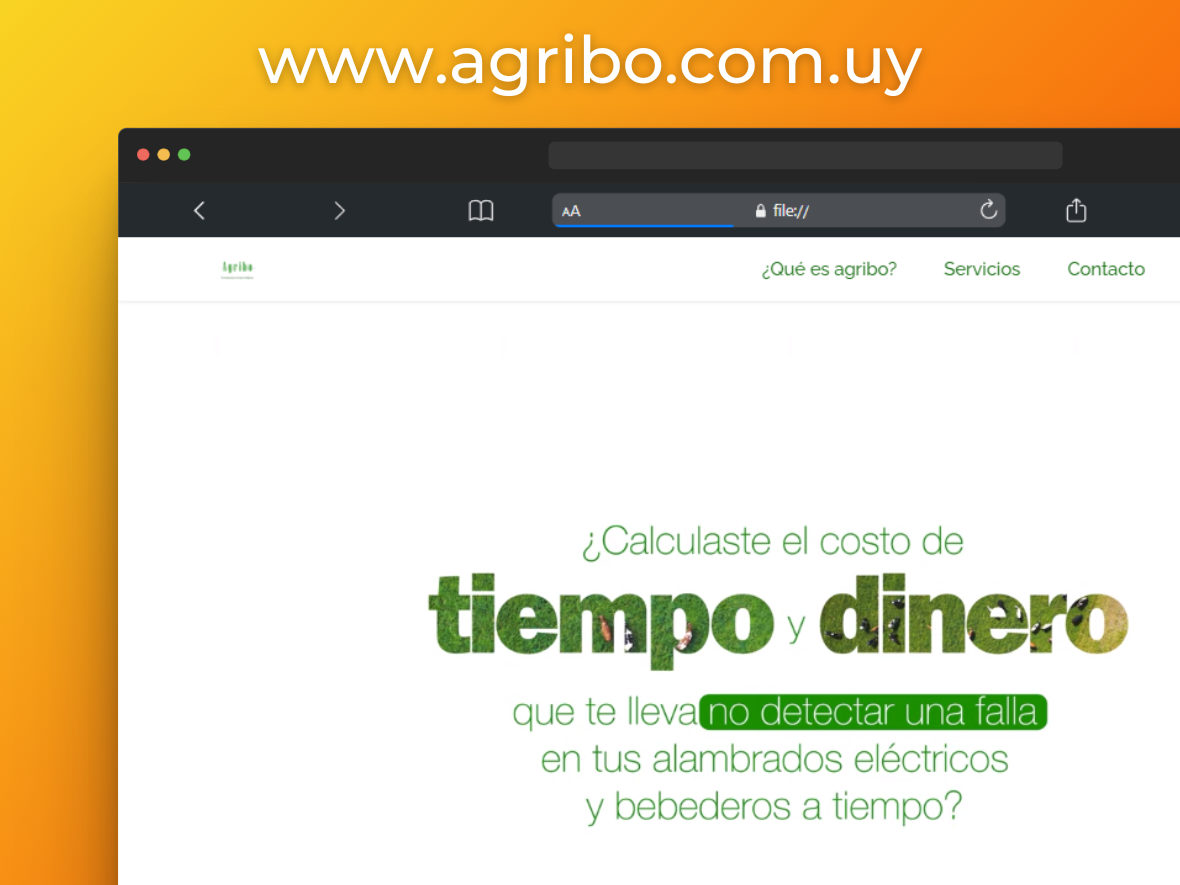 www.agribo.com.uy
AA
file://
Agribo
¿Qué es agribo?
Servicios
Contacto
¿Calculaste el costo de
tiempo y dinero
que te lleva no detectar una falla
en tus alambrados eléctricos
y bebederos a tiempo?